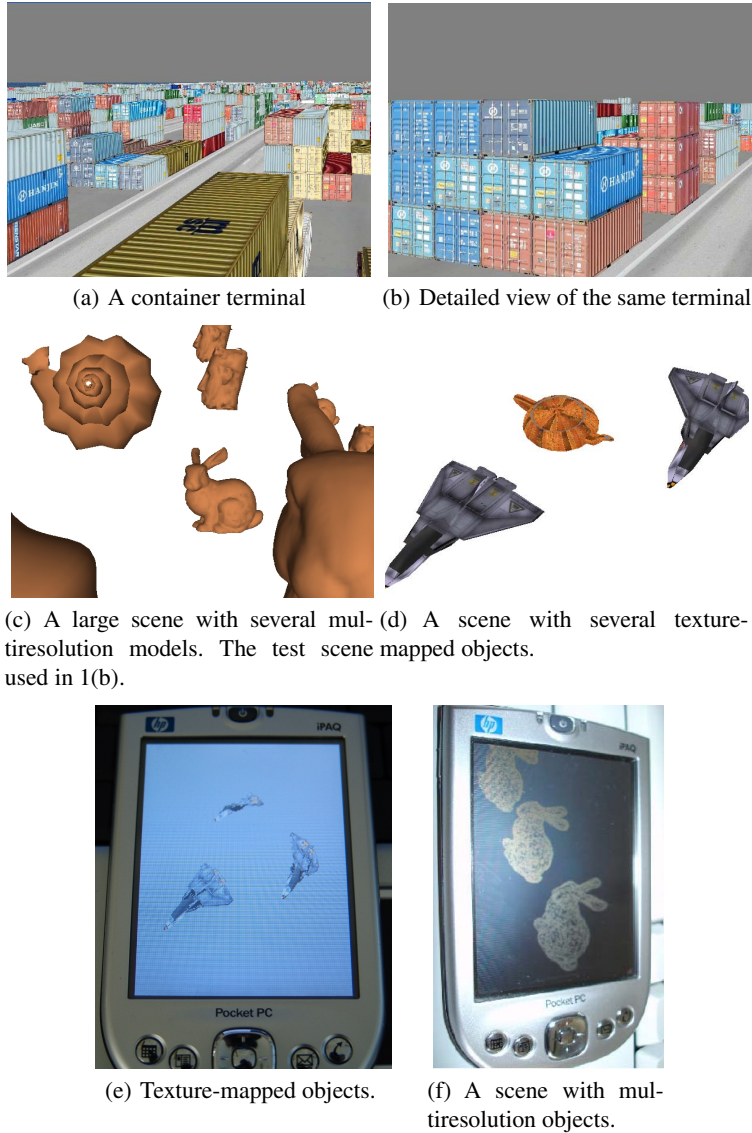 HANJIN
HANJIN
(a) A container terminal
(b) Detailed view of the same terminal
(c) A large scene with several mul-
tiresolution models. The test scene
used in 1(b).
(d) A scene with several texture-
mapped objects.
hp
iPAQ
Pocket PC
hp
iPAQ
Pocket PC
(e) Texture-mapped objects.
(f) A scene with mul-
tiresolution objects.